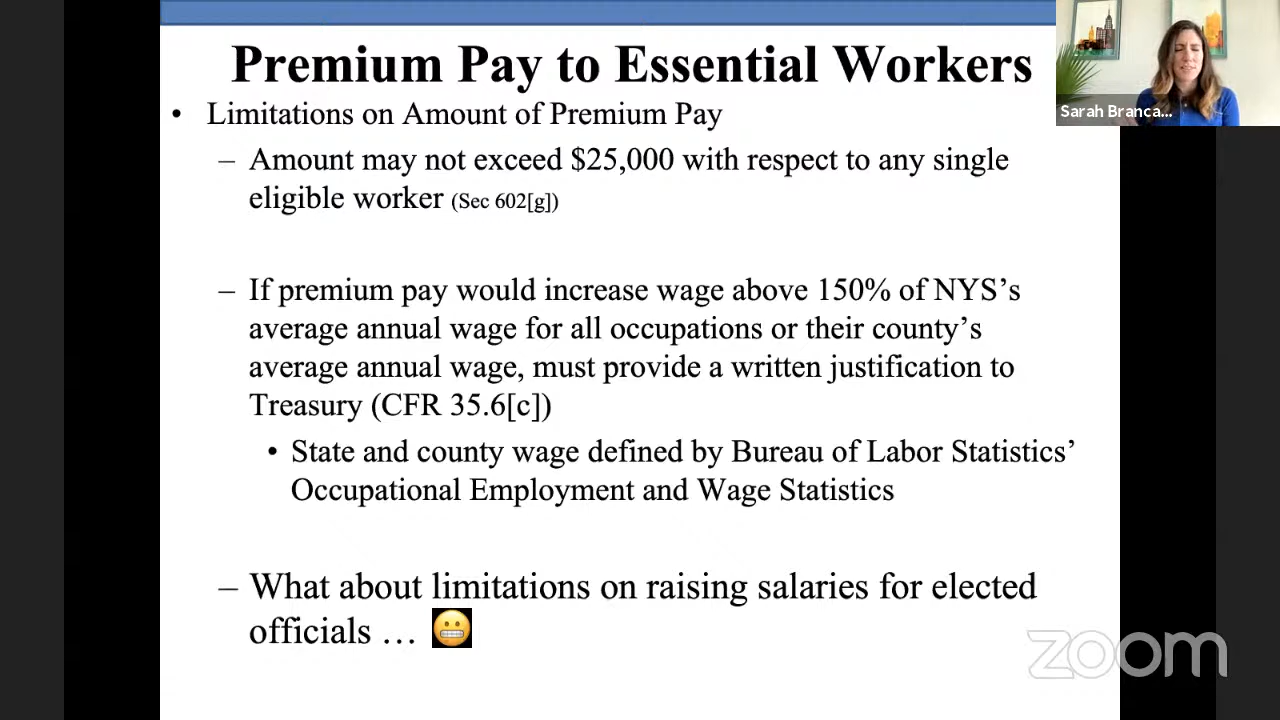 Premium Pay to Essential Workers
• Limitations on Amount of Premium Pay
– Amount may not exceed $25,000 with respect to any single
eligible worker (Sec 602[g])
– If premium pay would increase wage above 150% of NYS’s
average annual wage for all occupations or their county’s
average annual wage, must provide a written justification to
Treasury (CFR 35.6[c])
• State and county wage defined by Bureau of Labor Statistics’
Occupational Employment and Wage Statistics
– What about limitations on raising salaries for elected
officials … 😬
Sarah Branca...
zoom